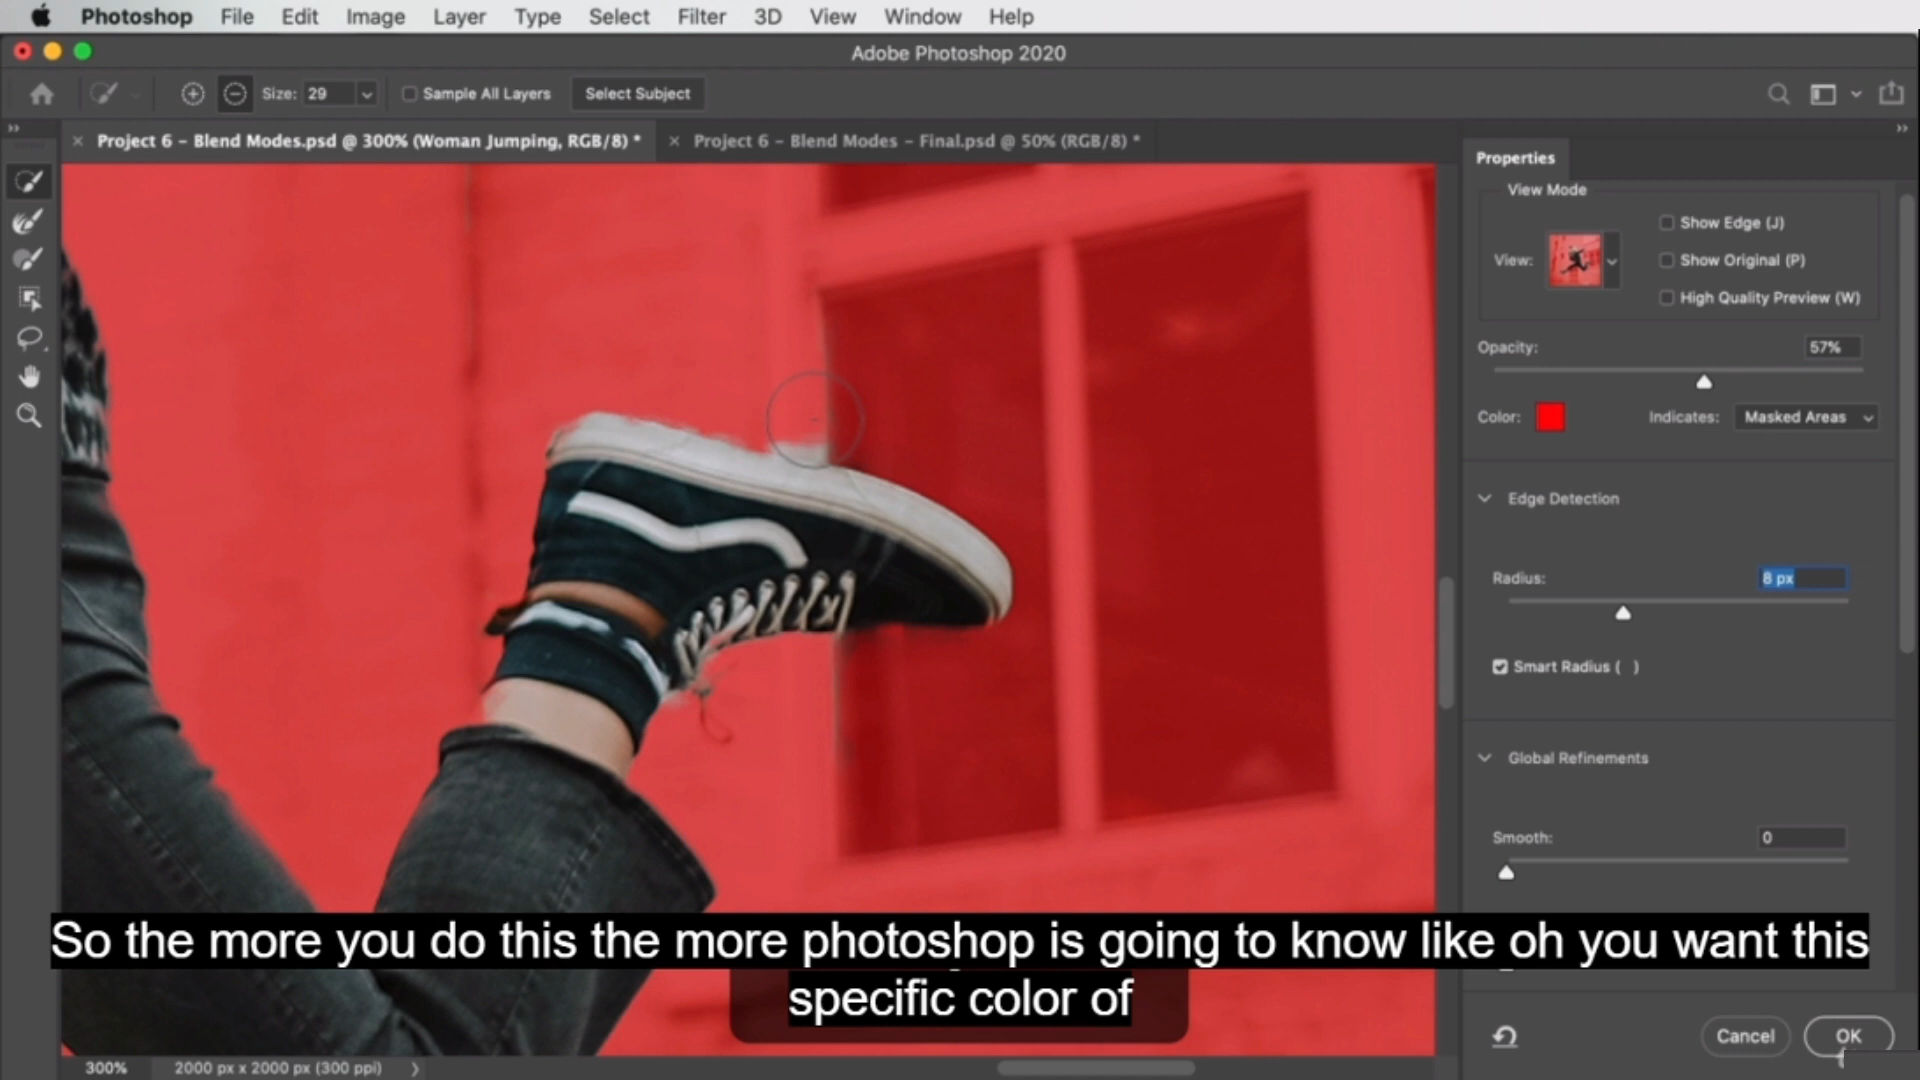 Photoshop File Edit Image Layer Type Select Filter 3D View Window Help
Adobe Photoshop 2020
Size: 29 Sample All Layers Select Subject
Project 6 – Blend Modes.psd @ 300% (Woman Jumping, RGB/8) * Project 6 – Blend Modes – Final.psd @ 50% (RGB/8) *
Properties
View Mode
Show Edge (J)
View: Show Original (P)
High Quality Preview (W)
Opacity: 57%
Color: Indicates: Masked Areas
Edge Detection
Radius: 8 px
Smart Radius ( )
Global Refinements
Smooth: 0
So the more you do this the more photoshop is going to know like oh you want this
specific color of
Cancel OK
300% 2000 px x 2000 px (300 ppi)